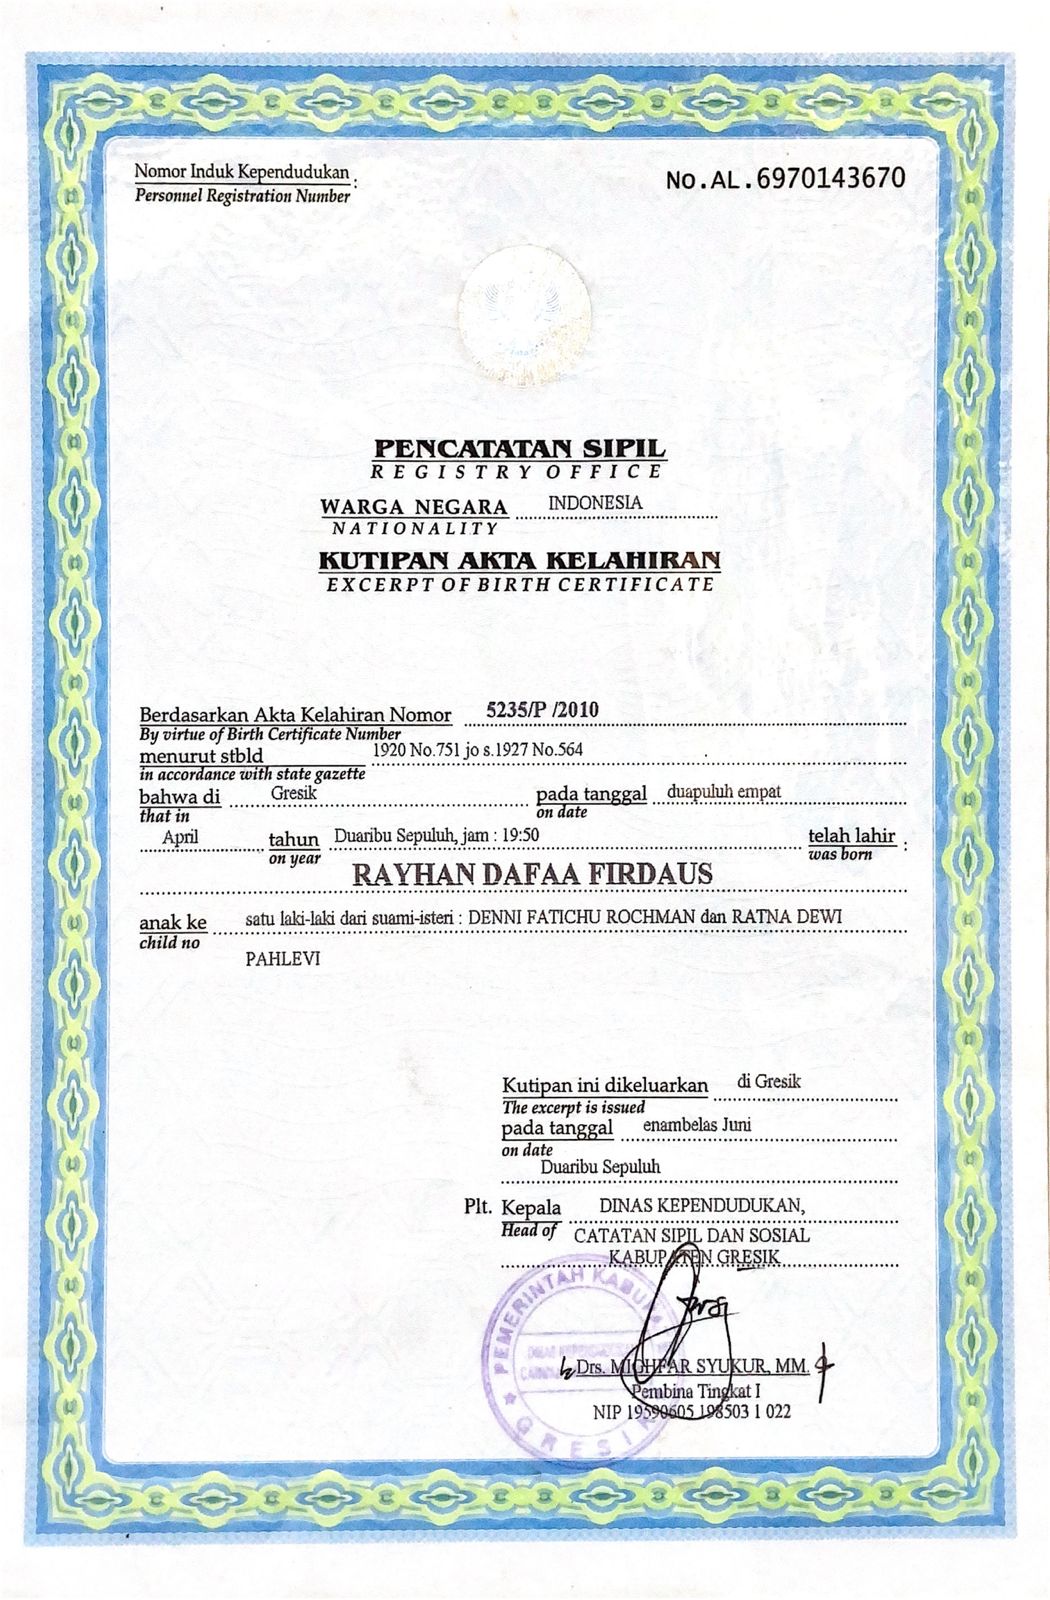 Nomor Induk Kependudukan :
Personnel Registration Number
No.AL.6970143670
PENCATATAN SIPIL
REGISTRY OFFICE
WARGA NEGARA INDONESIA
NATIONALITY
KUTIPAN AKTA KELAHIRAN
EXCERPT OF BIRTH CERTIFICATE
Berdasarkan Akta Kelahiran Nomor 5235/P /2010
By virtue of Birth Certificate Number
menurut stbld 1920 No.751 jo s.1927 No.564
in accordance with state gazette
bahwa di Gresik pada tanggal duapuluh empat
that in on date
April tahun Duaribu Sepuluh, jam : 19:50 telah lahir :
on year was born
RAYHAN DAFAA FIRDAUS
anak ke satu laki-laki dari suami-isteri : DENNI FATICHU ROCHMAN dan RATNA DEWI
child no
PAHLEVI
Kutipan ini dikeluarkan di Gresik
The excerpt is issued
pada tanggal enambelas Juni
on date
Duaribu Sepuluh
Plt. Kepala DINAS KEPENDUDUKAN,
Head of CATATAN SIPIL DAN SOSIAL
KABUPATEN GRESIK
PEMERINTAH KABUPA
GRESIK
Drs. MIGHFAR SYUKUR, MM.
Pembina Tingkat I
NIP 19590605 198503 1 022